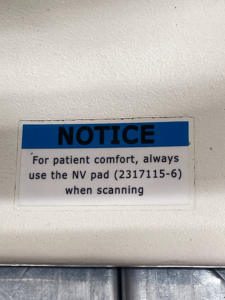 NOTICE
For patient comfort, always
use the NV pad (2317115-6)
when scanning